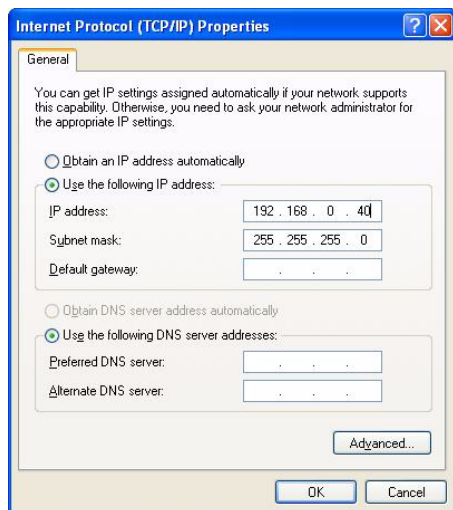 Internet Protocol (TCP/IP) Properties
General
You can get IP settings assigned automatically if your network supports
this capability. Otherwise, you need to ask your network administrator for
the appropriate IP settings.
Obtain an IP address automatically
Use the following IP address:
IP address: 192 . 168 . 0 . 40
Subnet mask: 255 . 255 . 255 . 0
Default gateway: . . .
Obtain DNS server address automatically
Use the following DNS server addresses:
Preferred DNS server: . . .
Alternate DNS server: . . .
Advanced...
OK Cancel